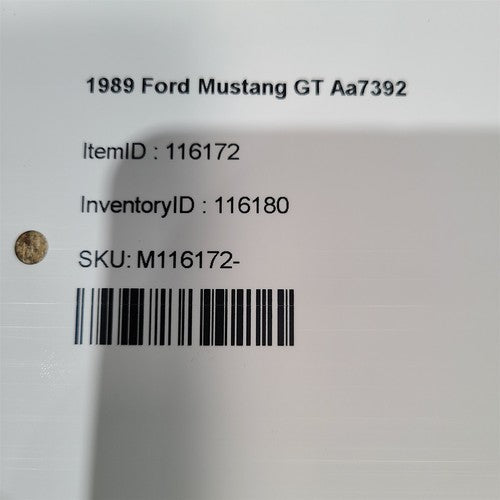 1989 Ford Mustang GT Aa7392
ItemID : 116172
InventoryID : 116180
SKU: M116172-